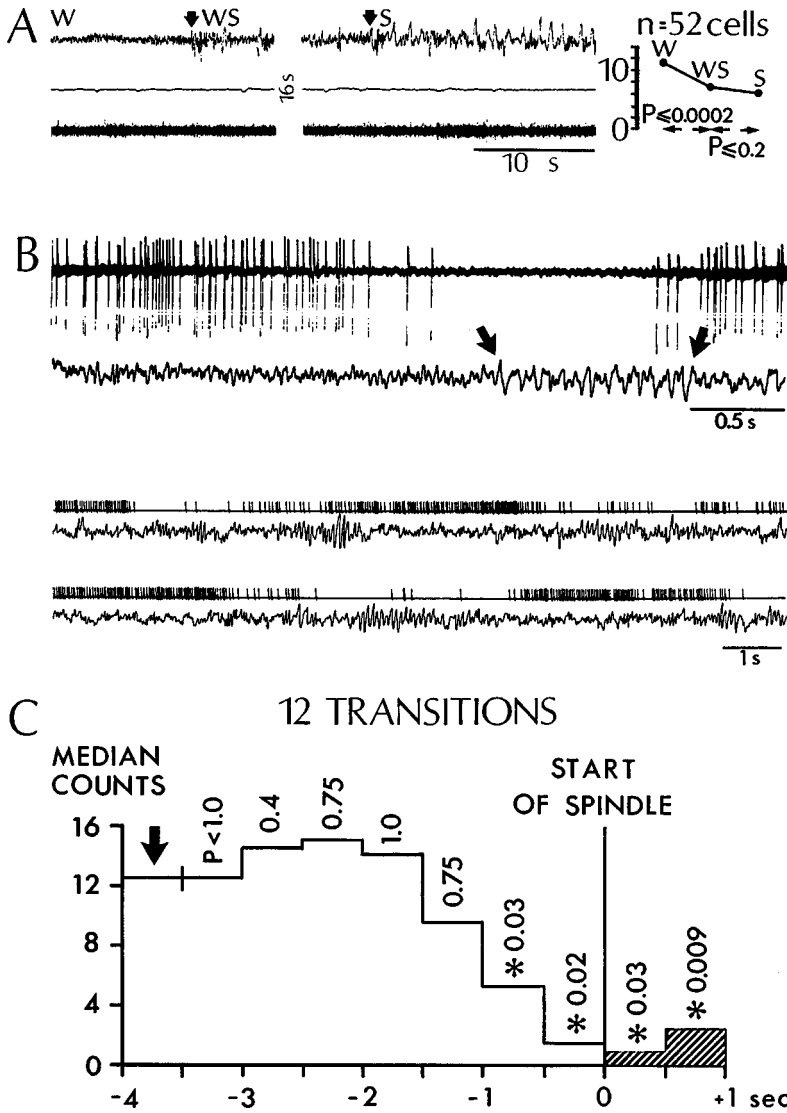 A
W
WS
S
16s
10 s
n=52 cells
10
0
W
WS
S
P≤0.0002
P≤0.2
B
0.5 s
1 s
C
12 TRANSITIONS
MEDIAN
COUNTS
START
OF SPINDLE
16
12
8
4
0
P<1.0
0.4
0.75
1.0
0.75
*0.03
*0.02
*0.03
*0.009
-4
-3
-2
-1
0
+1 sec